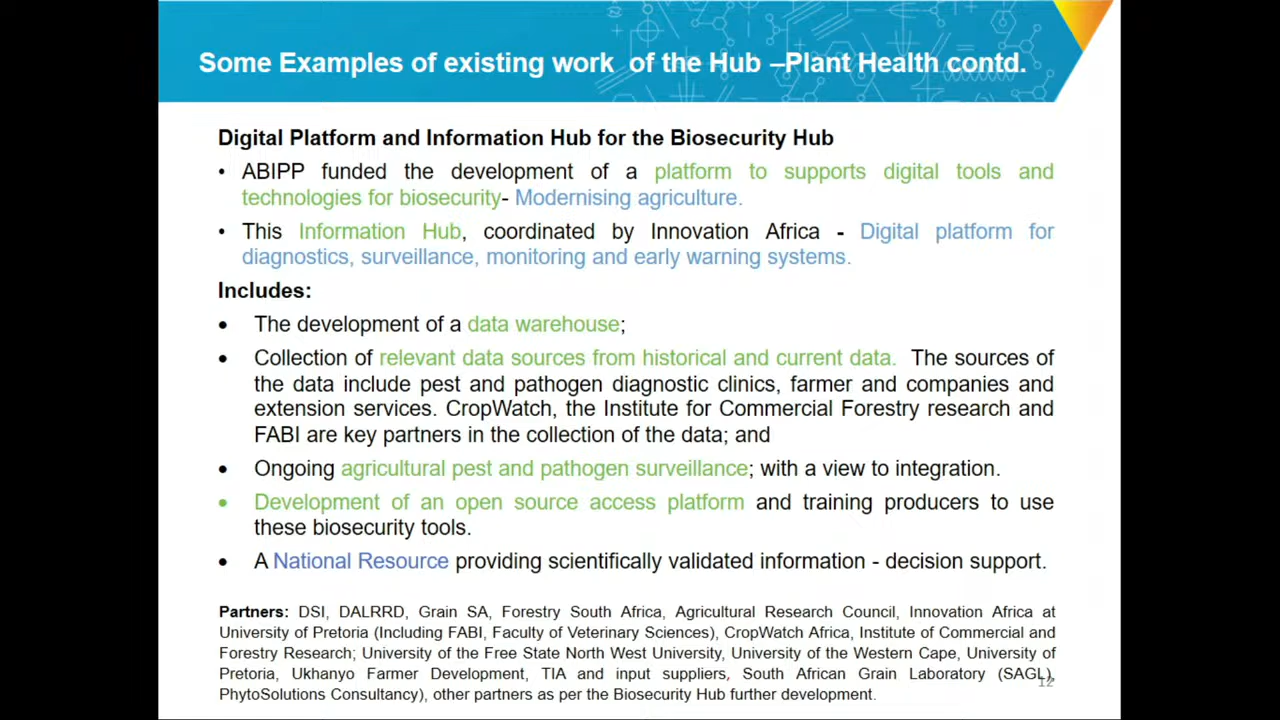 Some Examples of existing work of the Hub –Plant Health contd.
Digital Platform and Information Hub for the Biosecurity Hub
• ABIPP funded the development of a platform to supports digital tools and
technologies for biosecurity- Modernising agriculture.
• This Information Hub, coordinated by Innovation Africa - Digital platform for
diagnostics, surveillance, monitoring and early warning systems.
Includes:
• The development of a data warehouse;
• Collection of relevant data sources from historical and current data. The sources of
the data include pest and pathogen diagnostic clinics, farmer and companies and
extension services. CropWatch, the Institute for Commercial Forestry research and
FABI are key partners in the collection of the data; and
• Ongoing agricultural pest and pathogen surveillance; with a view to integration.
• Development of an open source access platform and training producers to use
these biosecurity tools.
• A National Resource providing scientifically validated information - decision support.
Partners: DSI, DALRRD, Grain SA, Forestry South Africa, Agricultural Research Council, Innovation Africa at
University of Pretoria (Including FABI, Faculty of Veterinary Sciences), CropWatch Africa, Institute of Commercial and
Forestry Research; University of the Free State North West University, University of the Western Cape, University of
Pretoria, Ukhanyo Farmer Development, TIA and input suppliers, South African Grain Laboratory (SAGL),
PhytoSolutions Consultancy), other partners as per the Biosecurity Hub further development.
12